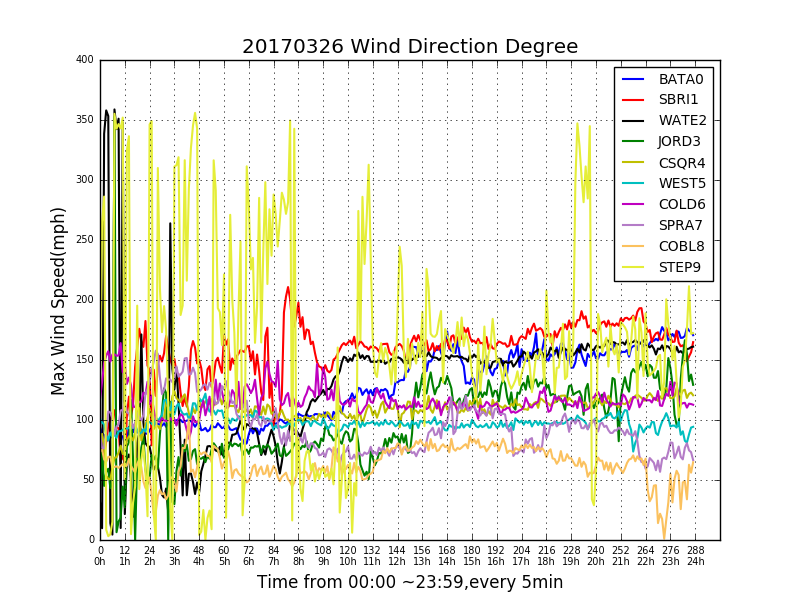 20170326 Wind Direction Degree
400
350
300
250
200
150
100
50
0
Max Wind Speed(mph)
BATA0
SBRI1
WATE2
JORD3
CSQR4
WEST5
COLD6
SPRA7
COBL8
STEP9
0 12 24 36 48 60 72 84 96 108 120 132 144 156 168 180 192 204 216 228 240 252 264 276 288
0h 1h 2h 3h 4h 5h 6h 7h 8h 9h 10h 11h 12h 13h 14h 15h 16h 17h 18h 19h 20h 21h 22h 23h 24h
Time from 00:00 ~23:59,every 5min